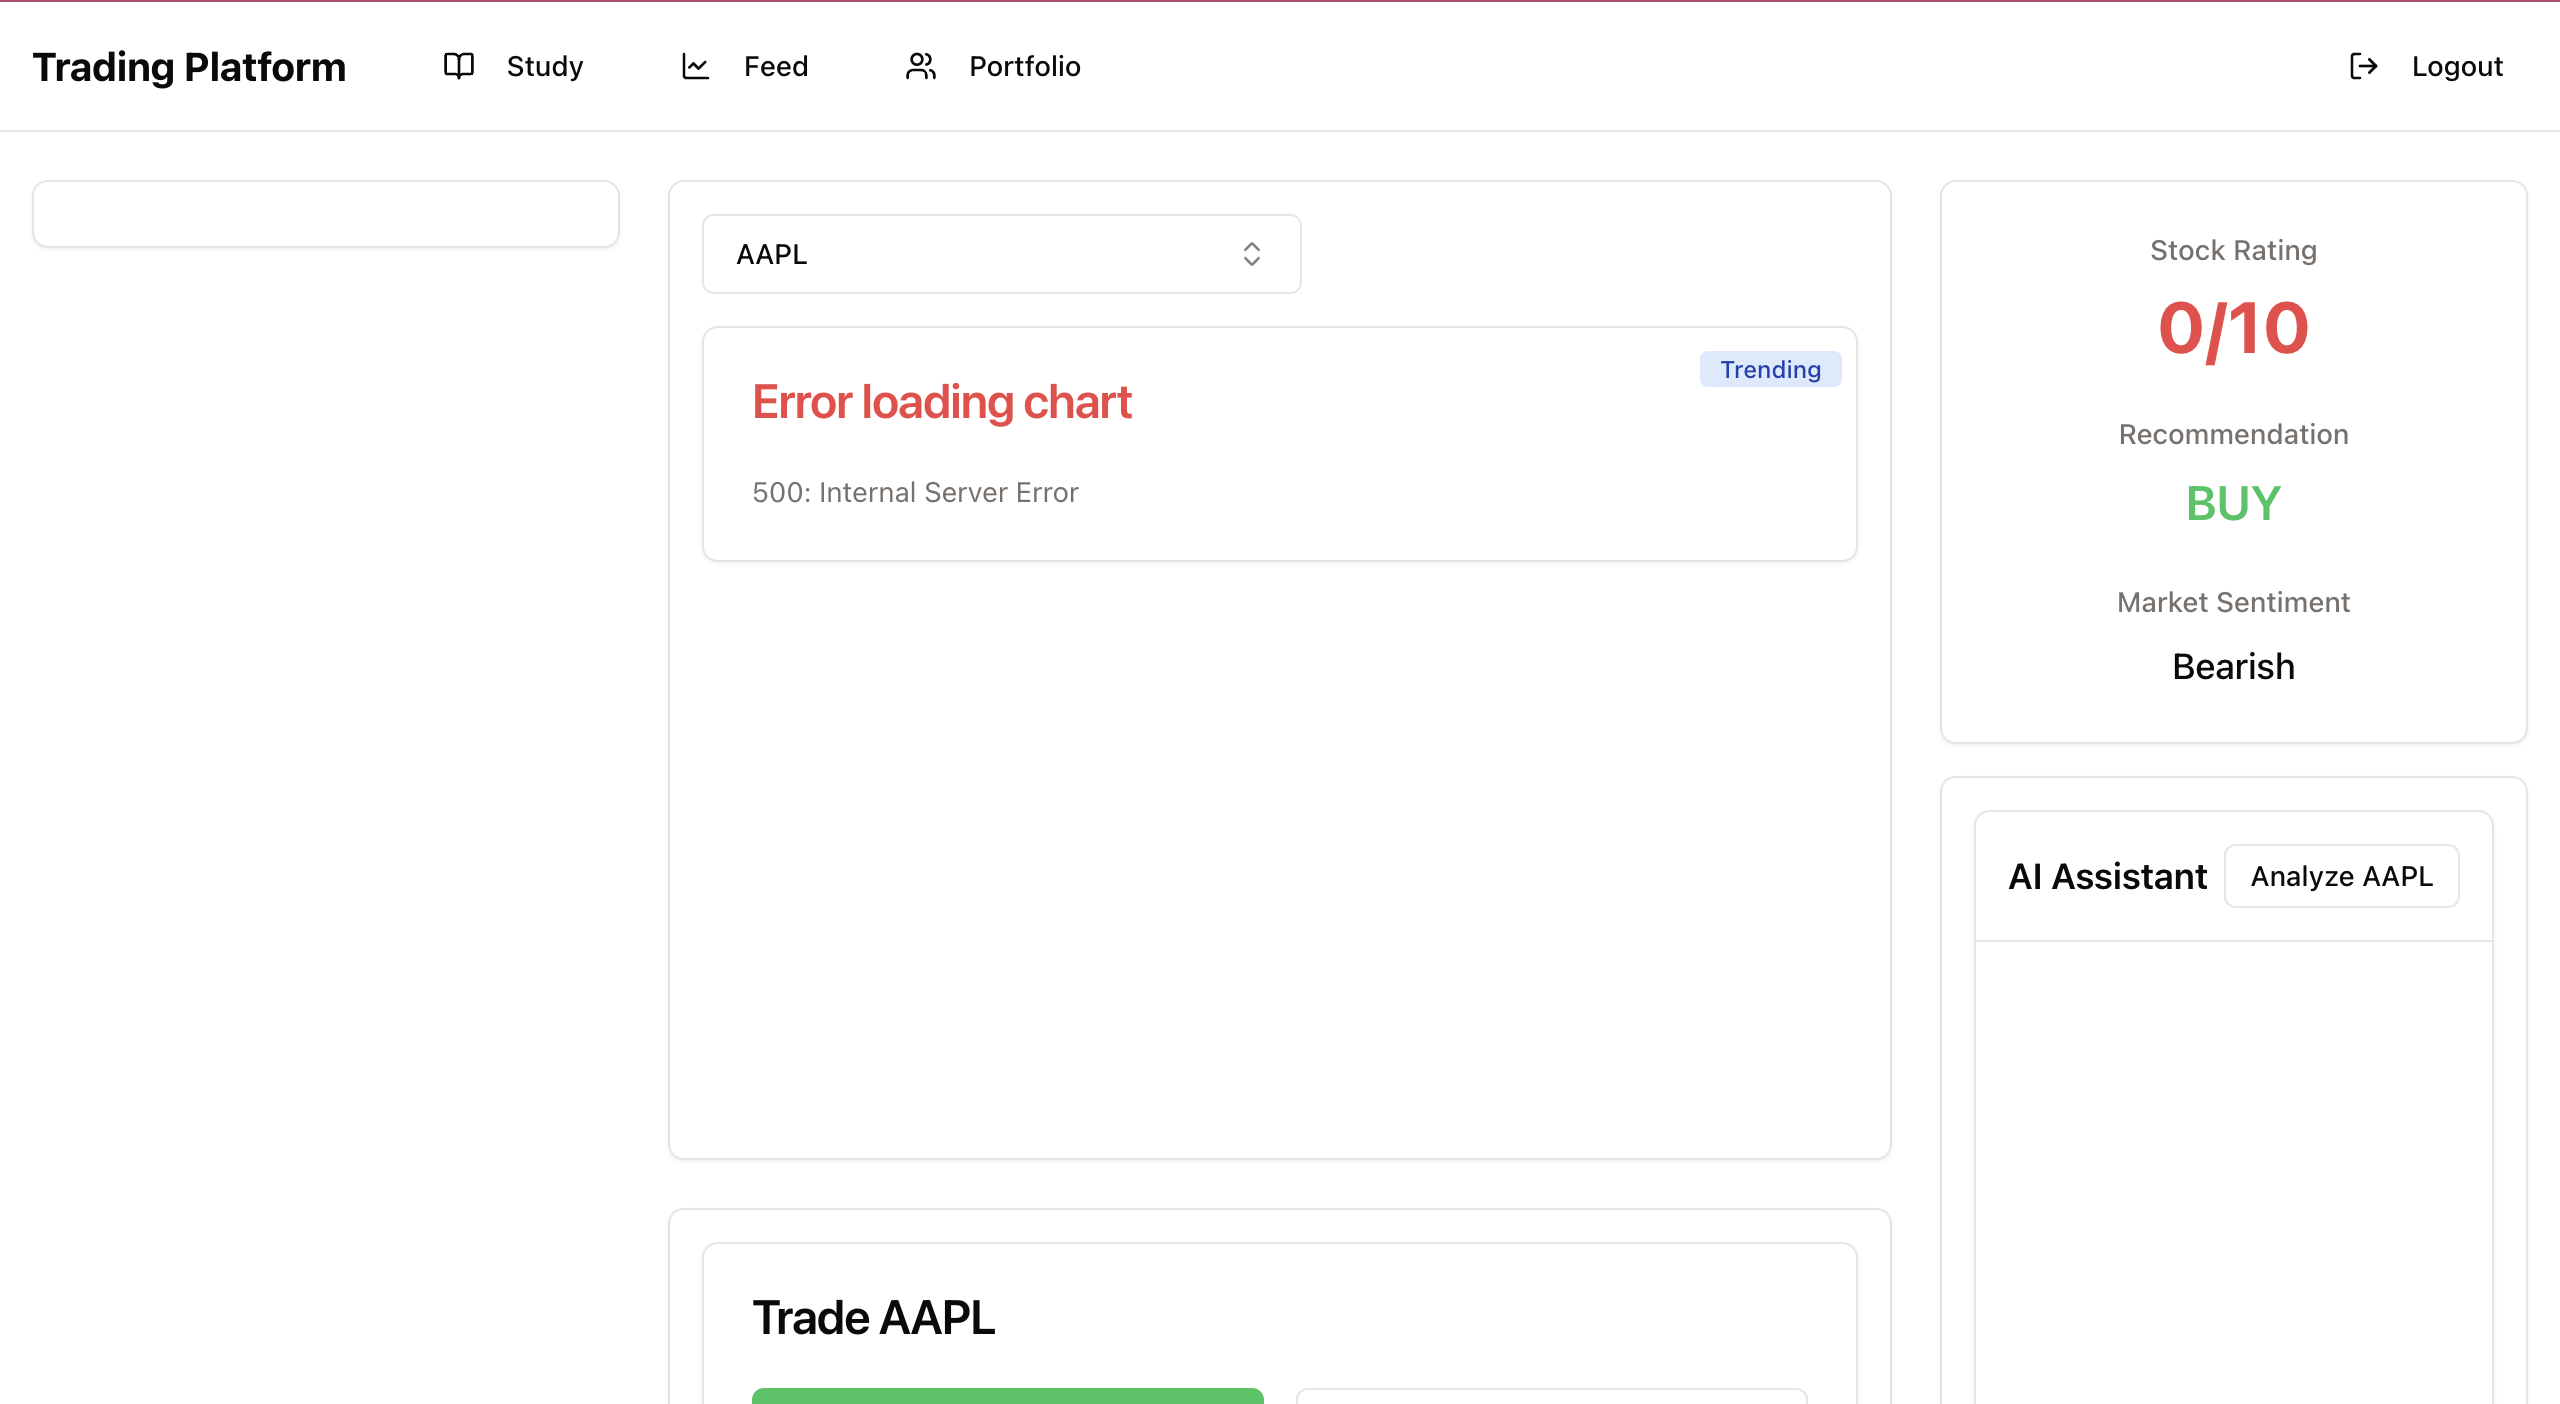 Trading Platform
Study
Feed
Portfolio
Logout
AAPL
Trending
Error loading chart
500: Internal Server Error
Trade AAPL
Stock Rating
0/10
Recommendation
BUY
Market Sentiment
Bearish
AI Assistant
Analyze AAPL